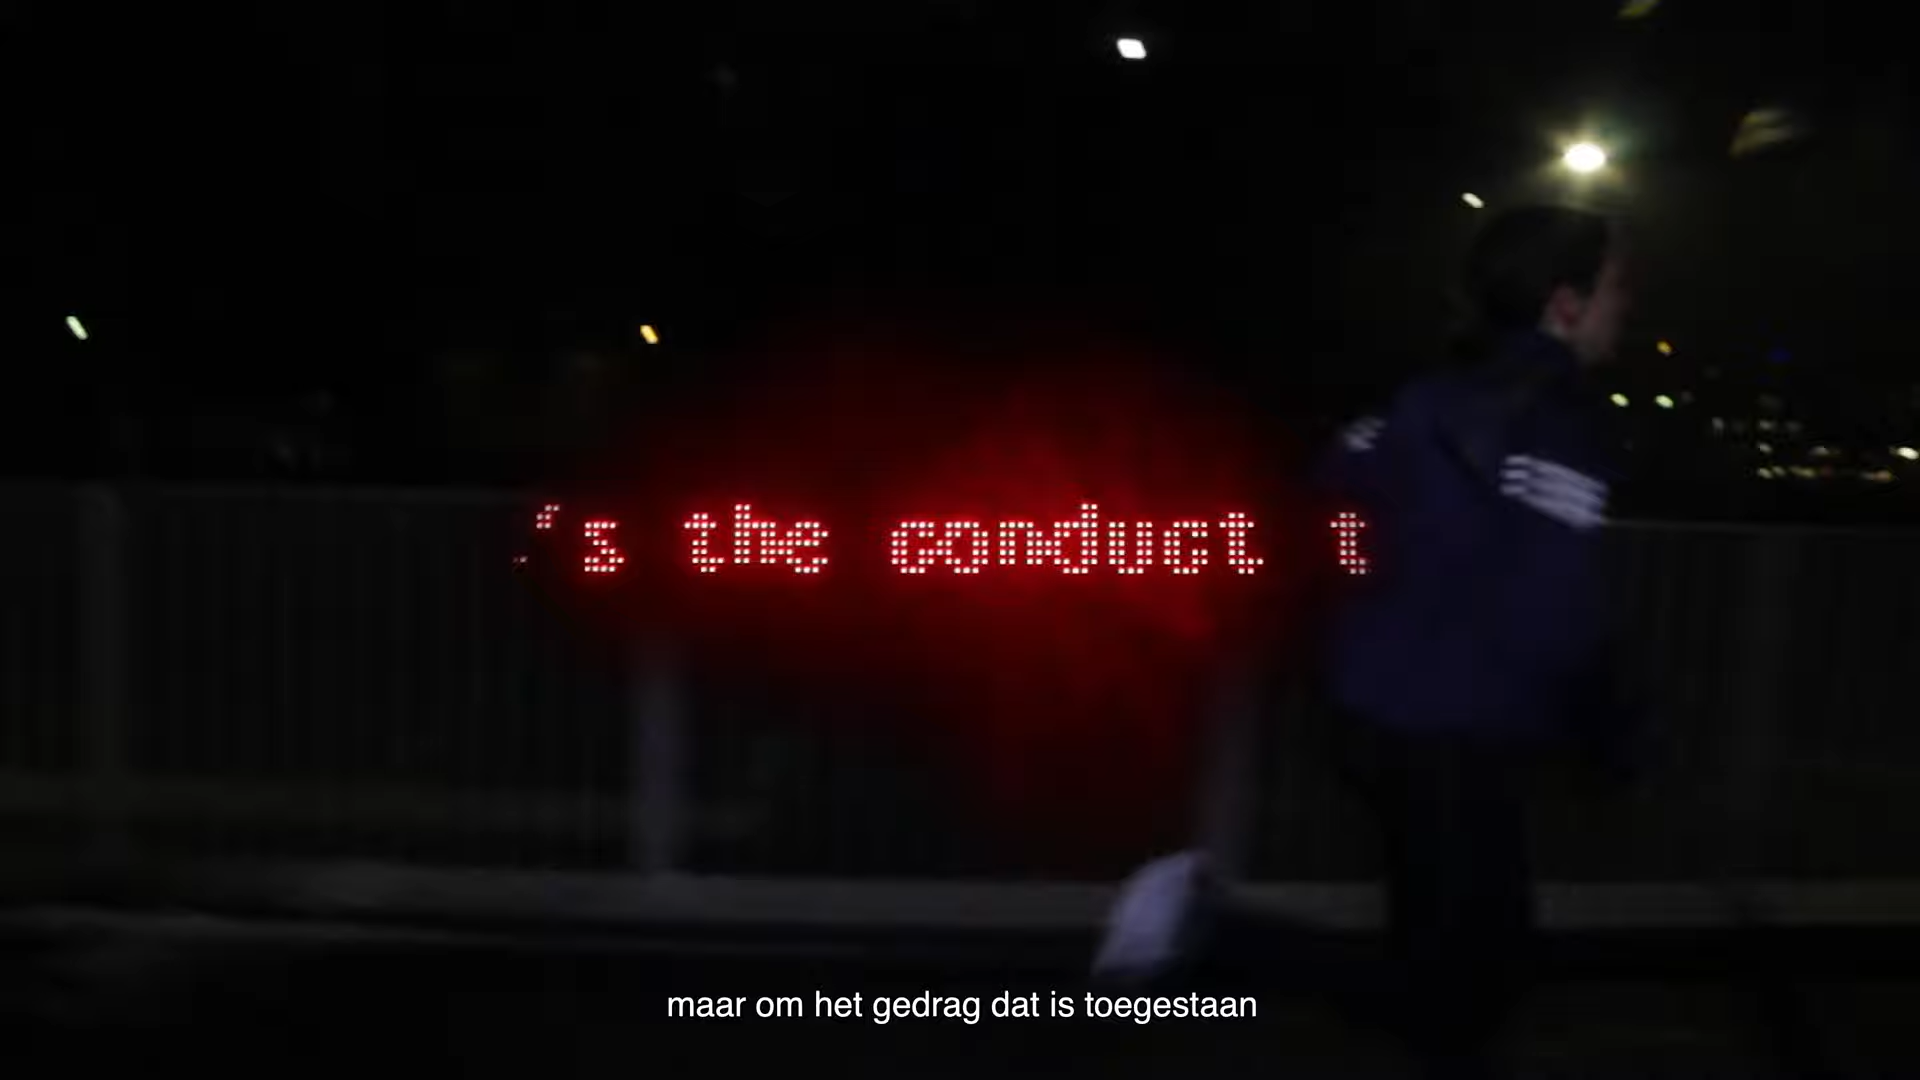 's the conduct t
maar om het gedrag dat is toegestaan